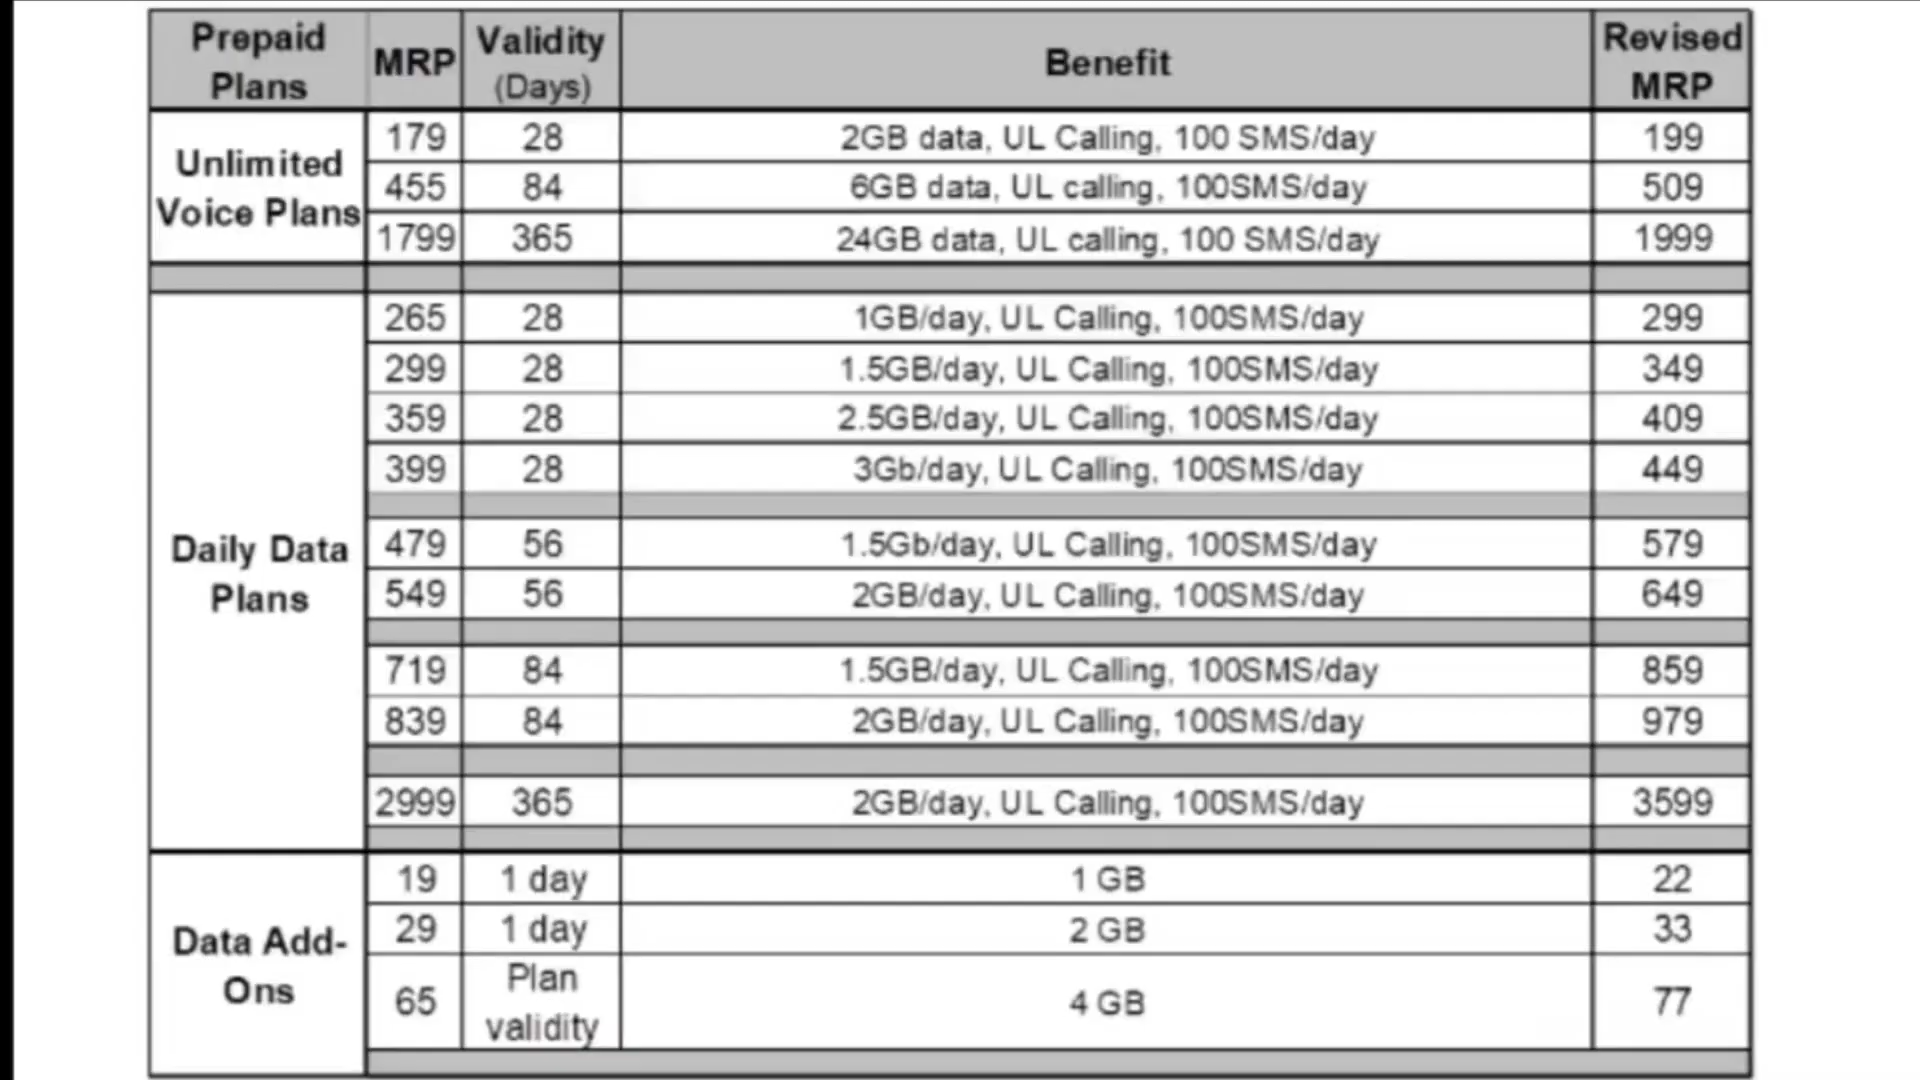 Prepaid Plans MRP Validity (Days) Benefit Revised MRP
Unlimited Voice Plans
179 28 2GB data, UL Calling, 100 SMS/day 199
455 84 6GB data, UL calling, 100SMS/day 509
1799 365 24GB data, UL calling, 100 SMS/day 1999
Daily Data Plans
265 28 1GB/day, UL Calling, 100SMS/day 299
299 28 1.5GB/day, UL Calling, 100SMS/day 349
359 28 2.5GB/day, UL Calling, 100SMS/day 409
399 28 3Gb/day, UL Calling, 100SMS/day 449
479 56 1.5Gb/day, UL Calling, 100SMS/day 579
549 56 2GB/day, UL Calling, 100SMS/day 649
719 84 1.5GB/day, UL Calling, 100SMS/day 859
839 84 2GB/day, UL Calling, 100SMS/day 979
2999 365 2GB/day, UL Calling, 100SMS/day 3599
Data Add-Ons
19 1 day 1 GB 22
29 1 day 2 GB 33
65 Plan validity 4 GB 77